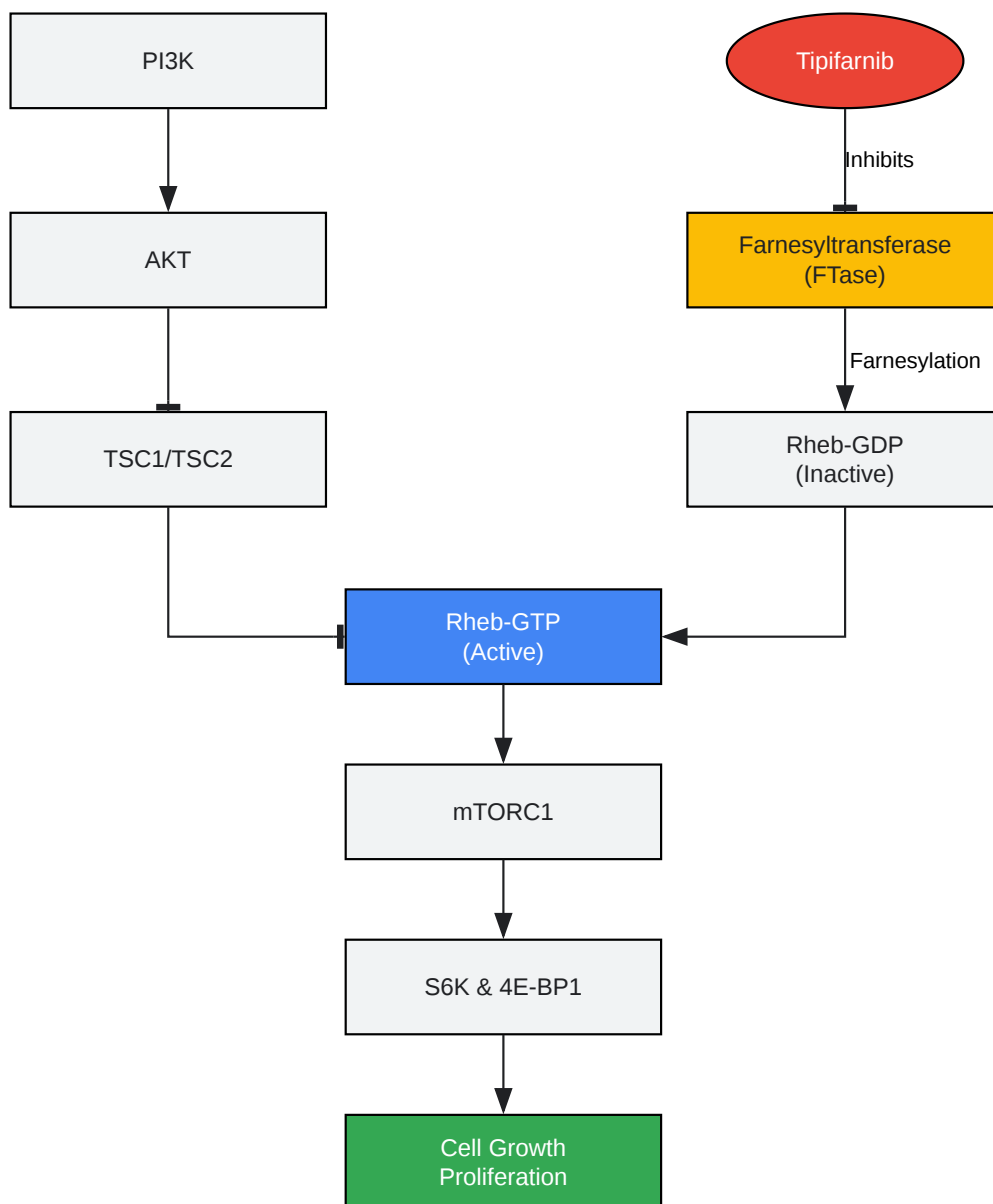 PI3K
Tipifarnib
Inhibits
AKT
Farnesyltransferase
(FTase)
Farnesylation
TSC1/TSC2
Rheb-GDP
(Inactive)
Rheb-GTP
(Active)
mTORC1
S6K & 4E-BP1
Cell Growth
Proliferation